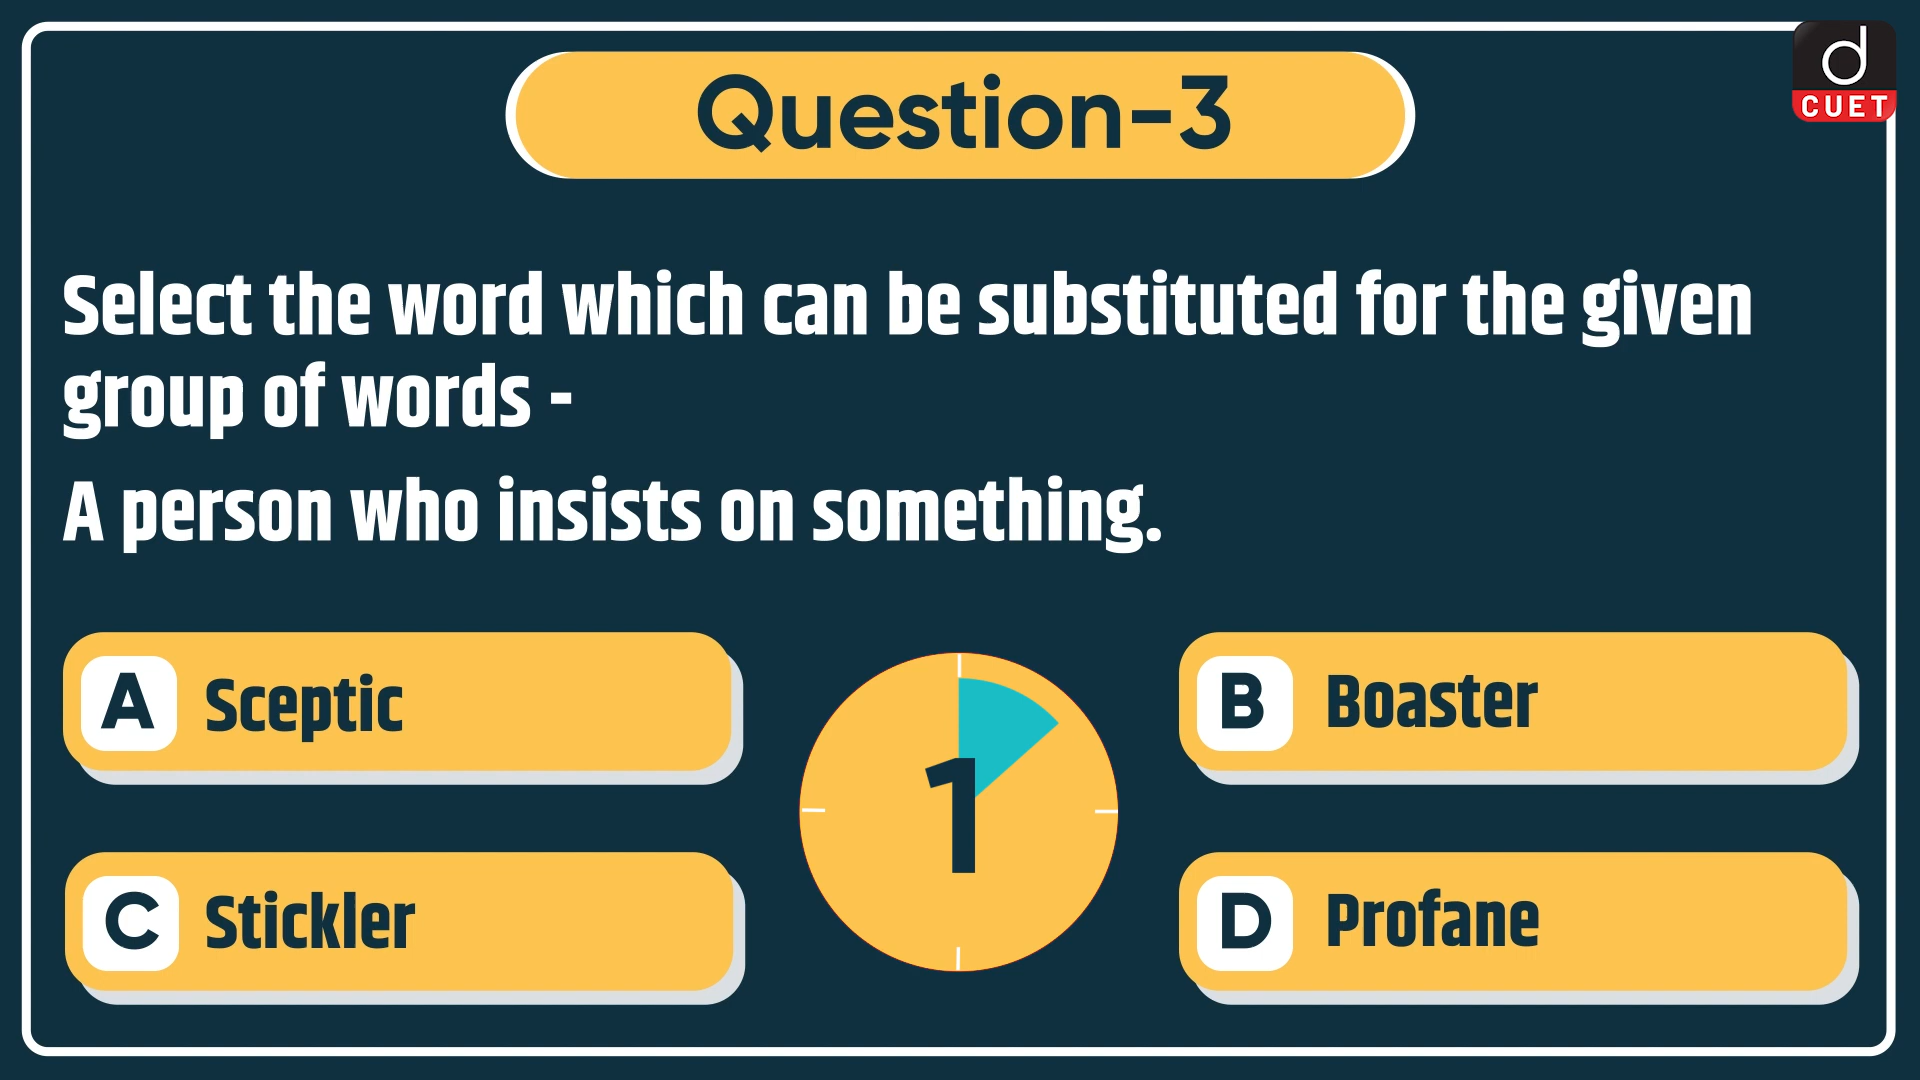 d
CUET
Question-3
Select the word which can be substituted for the given
group of words -
A person who insists on something.
A Sceptic
B Boaster
1
C Stickler
D Profane